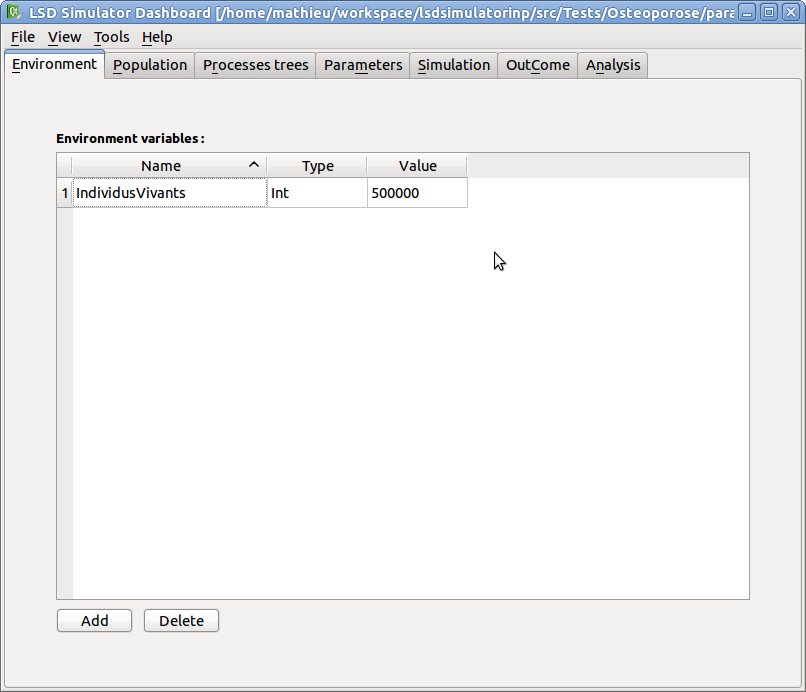 LSD Simulator Dashboard [/home/mathieu/workspace/lsdsimulatorinp/src/Tests/Osteoporose/para
File View Tools Help
Environment Population Processes trees Parameters Simulation OutCome Analysis
Environment variables :
Name Type Value
1 IndividusVivants Int 500000
Add Delete